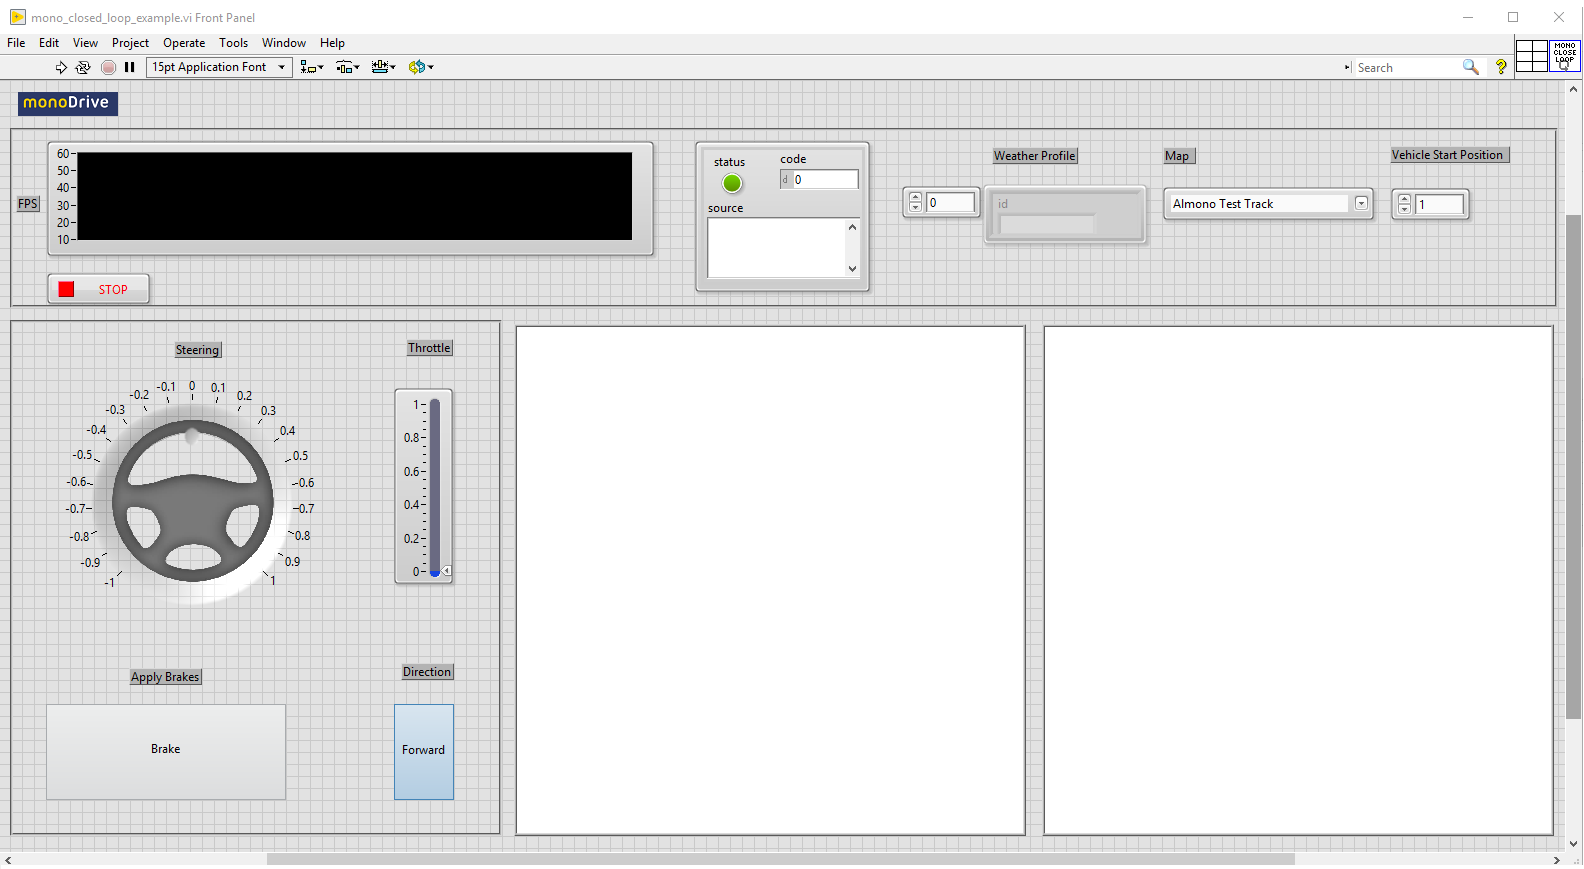 mono_closed_loop_example.vi Front Panel
File Edit View Project Operate Tools Window Help
15pt Application Font
Search
MONO
CLOSE
LOOP
monoDrive
FPS
60
50
40
30
20
10
STOP
status
code
d 0
source
Weather Profile
0
id
Map
Almono Test Track
Vehicle Start Position
1
Steering
-1
-0.9
-0.8
-0.7
-0.6
-0.5
-0.4
-0.3
-0.2
-0.1
0
0.1
0.2
0.3
0.4
0.5
0.6
0.7
0.8
0.9
1
Throttle
1
0.8
0.6
0.4
0.2
0
Apply Brakes
Brake
Direction
Forward